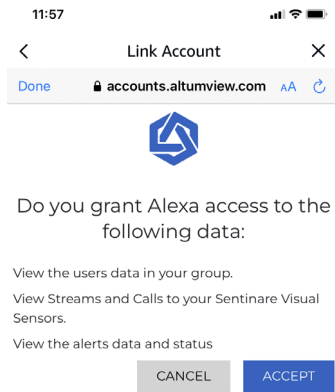 11:57
Link Account
Done accounts.altumview.com AA
Do you grant Alexa access to the
following data:
View the users data in your group.
View Streams and Calls to your Sentinare Visual
Sensors.
View the alerts data and status
CANCEL ACCEPT